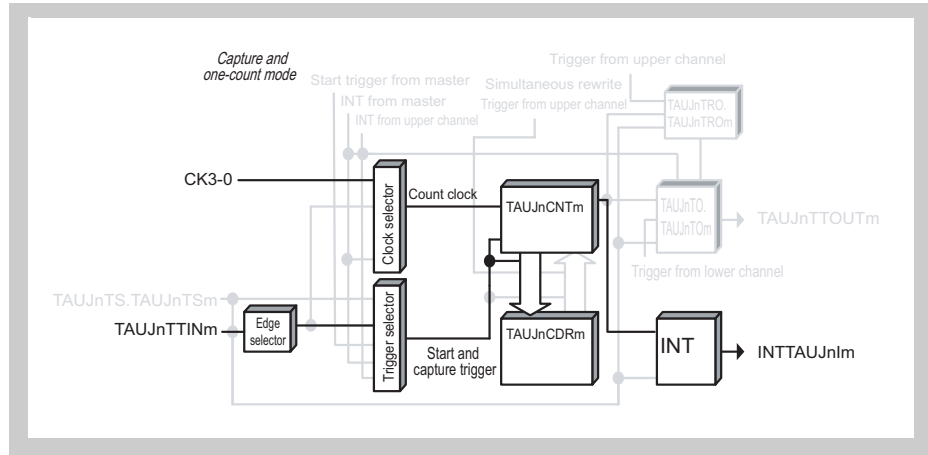 Capture and
one-count mode
Trigger from upper channel
Start trigger from master
Simultaneous rewrite
INT from master
Trigger from upper channel
INT from upper channel
TAUJnTRO.
TAUJnTROm
CK3-0
Clock selector
Count clock
TAUJnCNTm
TAUJnTO.
TAUJnTOm
TAUJnTTOUTm
Trigger from lower channel
TAUJnTS.TAUJnTSm
TAUJnTTINm
Edge
selector
Trigger selector
Start and
capture trigger
TAUJnCDRm
INT
INTTAUJnIm